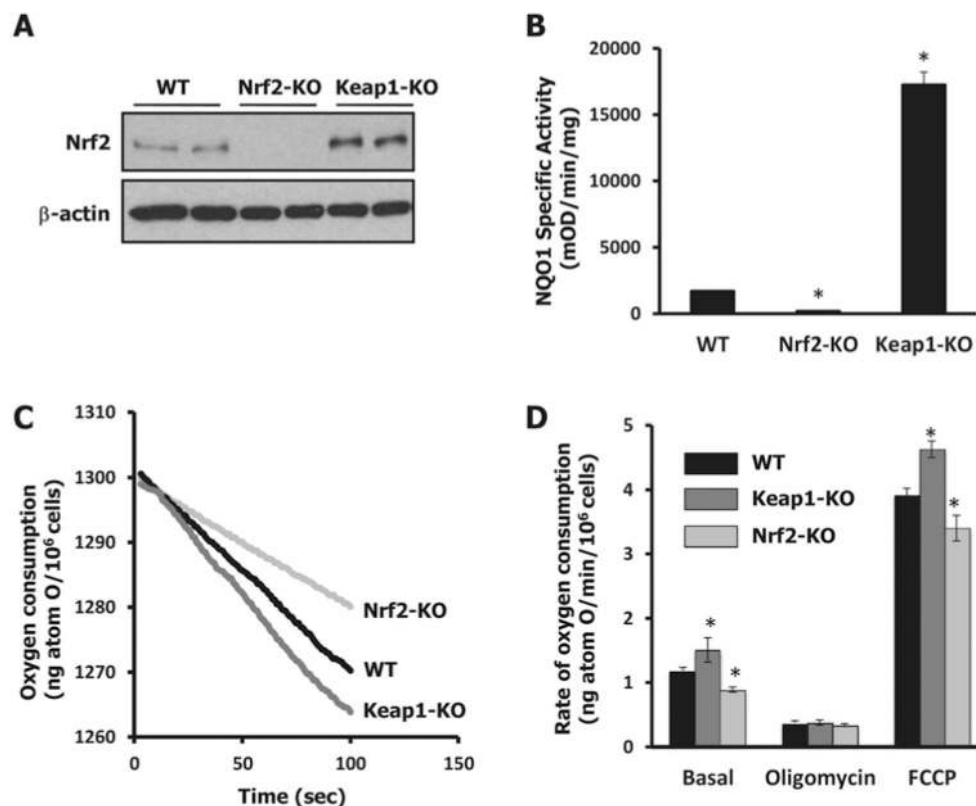 A
WT Nrf2-KO Keap1-KO
Nrf2
β-actin
B
NQO1 Specific Activity
(mOD/min/mg)
20000
15000
10000
5000
0
*
*
WT Nrf2-KO Keap1-KO
C
Oxygen consumption
(ng atom O/10⁶ cells)
1310
1300
1290
1280
1270
1260
Nrf2-KO
WT
Keap1-KO
0 50 100 150
Time (sec)
D
Rate of oxygen consumption
(ng atom O/min/10⁶ cells)
5
4
3
2
1
0
WT
Keap1-KO
Nrf2-KO
*
*
*
*
Basal Oligomycin FCCP